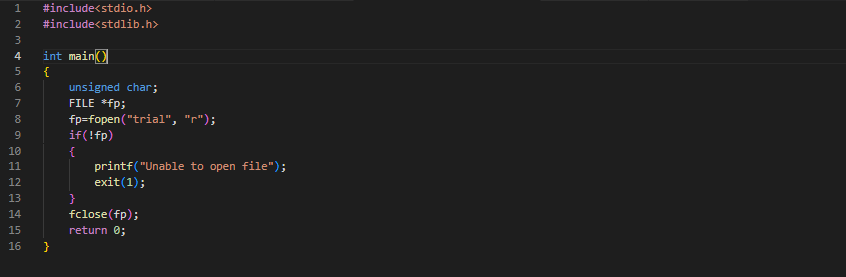 1 #include<stdio.h>
2 #include<stdlib.h>
3
4 int main()
5 {
6 unsigned char;
7 FILE *fp;
8 fp=fopen("trial", "r");
9 if(!fp)
10 {
11 printf("Unable to open file");
12 exit(1);
13 }
14 fclose(fp);
15 return 0;
16 }